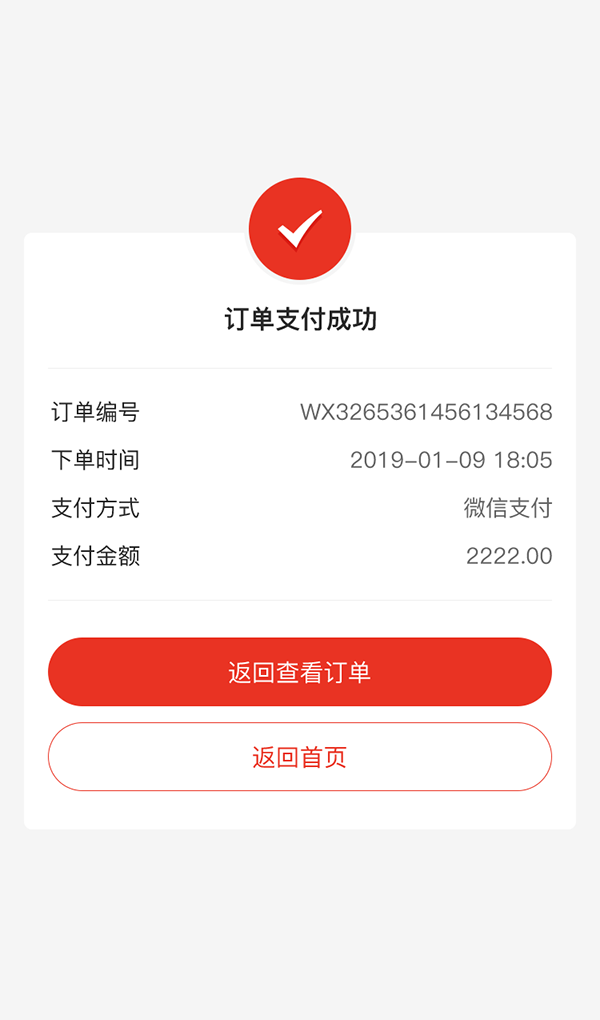 订单支付成功
订单编号 WX3265361456134568
下单时间 2019-01-09 18:05
支付方式 微信支付
支付金额 2222.00
返回查看订单
返回首页